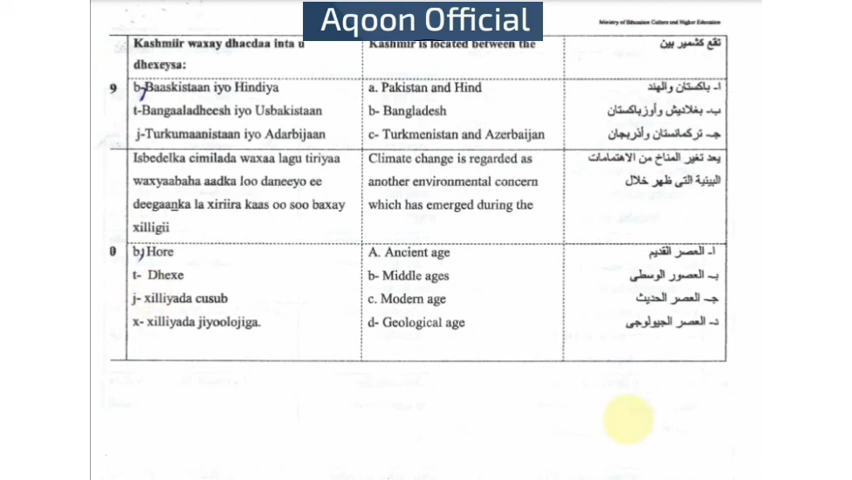 Aqoon Official
Ministry of Education Culture and Higher Education
Kashmiir waxay dhacdaa inta u
dhexeysa:
9
b-Baaskistaan iyo Hindiya
t-Bangaaladheesh iyo Usbakistaan
j-Turkumaanistaan iyo Adarbijaan
Kashmir is located between the
a. Pakistan and Hind
b- Bangladesh
c- Turkmenistan and Azerbaijan
تقع كشمير بين
ا- باكستان والهند
ب- بغلاديش وأوزباكستان
جـ- تركمانستان وأذربجان
Isbedelka cimilada waxaa lagu tiriyaa
waxyaabaha aadka loo daneeyo ee
deegaanka la xiriira kaas oo soo baxay
xilligii
0
b- Hore
t- Dhexe
j- xilliyada cusub
x- xilliyada jiyoolojiga.
Climate change is regarded as
another environmental concern
which has emerged during the
A. Ancient age
b- Middle ages
c. Modern age
d- Geological age
يعد تغير المناخ من الاهتمامات
البيئية التى ظهر خلال
ا- العصر القديم
بـ- العصور الوسطى
جـ- العصر الحديث
د- العصر الجيولوجى